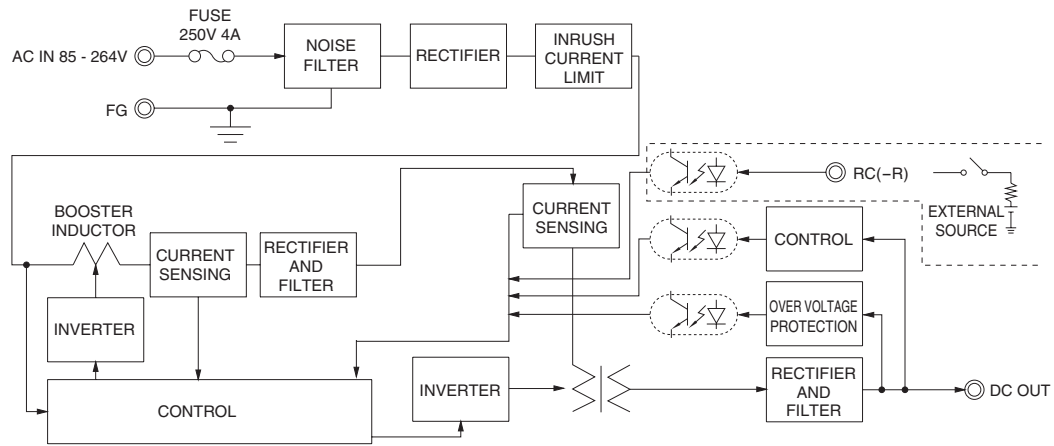 FUSE
250V 4A
AC IN 85 - 264V
NOISE
FILTER
RECTIFIER
INRUSH
CURRENT
LIMIT
FG
RC(−R)
EXTERNAL
SOURCE
BOOSTER
INDUCTOR
CURRENT
SENSING
RECTIFIER
AND
FILTER
CURRENT
SENSING
CONTROL
INVERTER
OVER VOLTAGE
PROTECTION
CONTROL
INVERTER
RECTIFIER
AND
FILTER
DC OUT